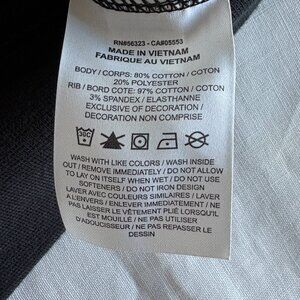 RN#56323 - CA#05553
MADE IN VIETNAM
FABRIQUE AU VIETNAM
BODY / CORPS: 80% COTTON / COTON
20% POLYESTER
RIB / BORD COTE: 97% COTTON / COTON
3% SPANDEX / ELASTHANNE
EXCLUSIVE OF DECORATION /
DECORATION NON COMPRISE
30C
WASH WITH LIKE COLORS / WASH INSIDE
OUT / REMOVE IMMEDIATELY / DO NOT ALLOW
TO LAY ON ITSELF WHEN WET / DO NOT USE
SOFTENERS / DO NOT IRON DESIGN
LAVER AVEC COULEURS SIMILAIRES / LAVER
A L'ENVERS / ENLEVER IMMÉDIATEMENT / NE
PAS LAISSER LE VÊTEMENT PLIÉ LORSQU'IL
EST MOUILLÉ / NE PAS UTILISER
D'ADOUCISSEUR / NE PAS REPASSER LE
DESSIN